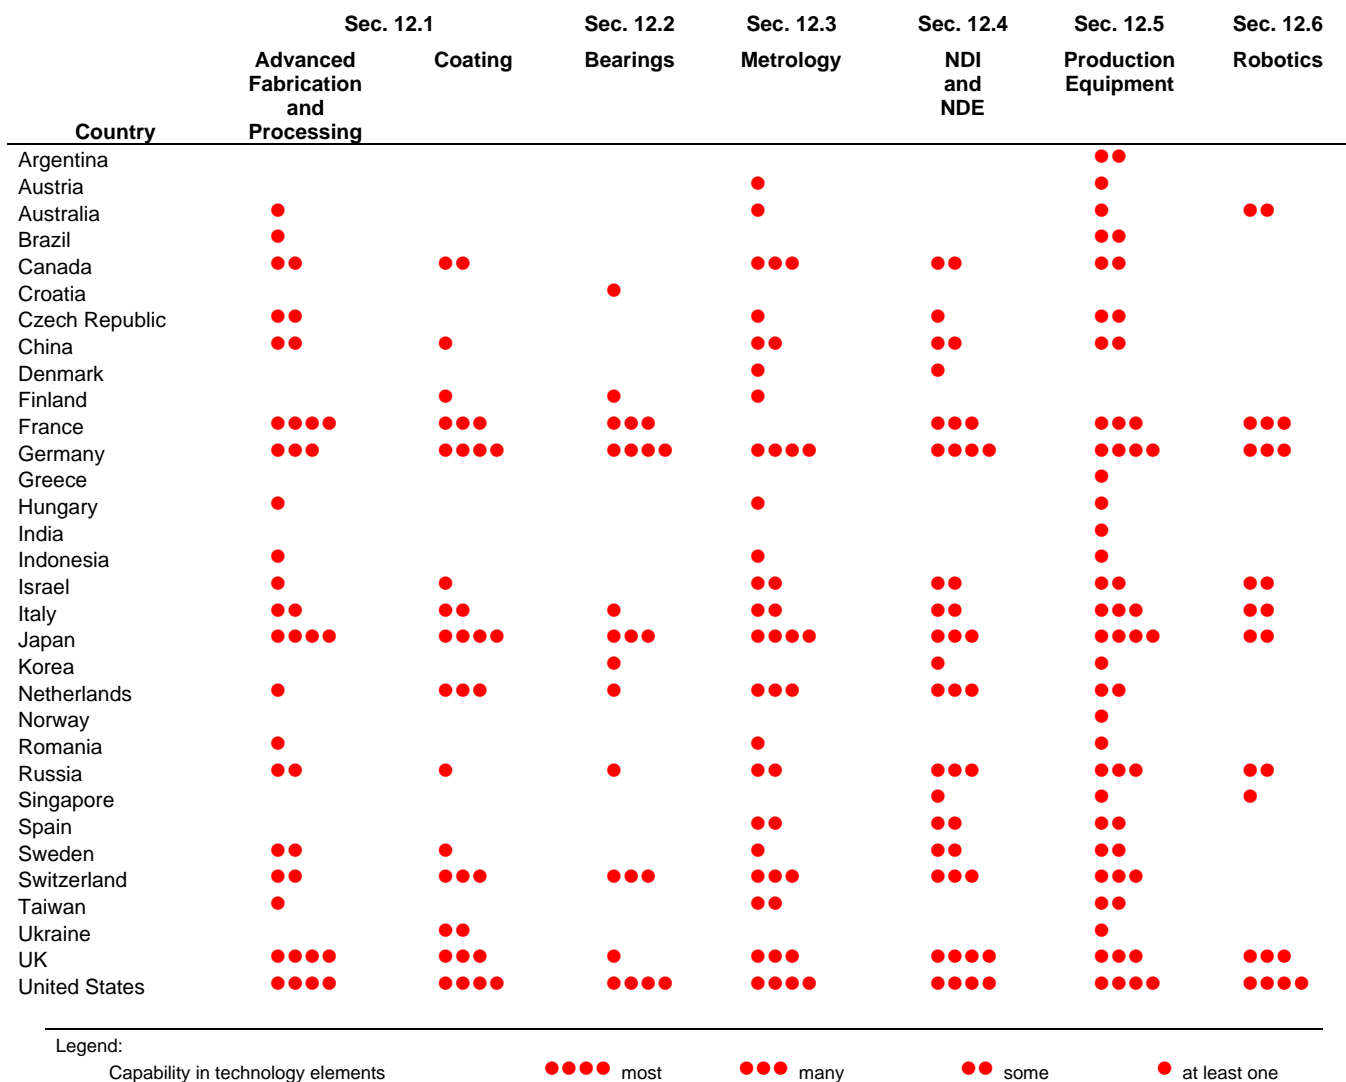 Sec. 12.1 Sec. 12.2 Sec. 12.3 Sec. 12.4 Sec. 12.5 Sec. 12.6
Advanced Coating Bearings Metrology NDI Production Robotics
Fabrication and Equipment
and NDE
Country Processing
Argentina
Austria
Australia
Brazil
Canada
Croatia
Czech Republic
China
Denmark
Finland
France
Germany
Greece
Hungary
India
Indonesia
Israel
Italy
Japan
Korea
Netherlands
Norway
Romania
Russia
Singapore
Spain
Sweden
Switzerland
Taiwan
Ukraine
UK
United States
Legend:
Capability in technology elements most many some at least one